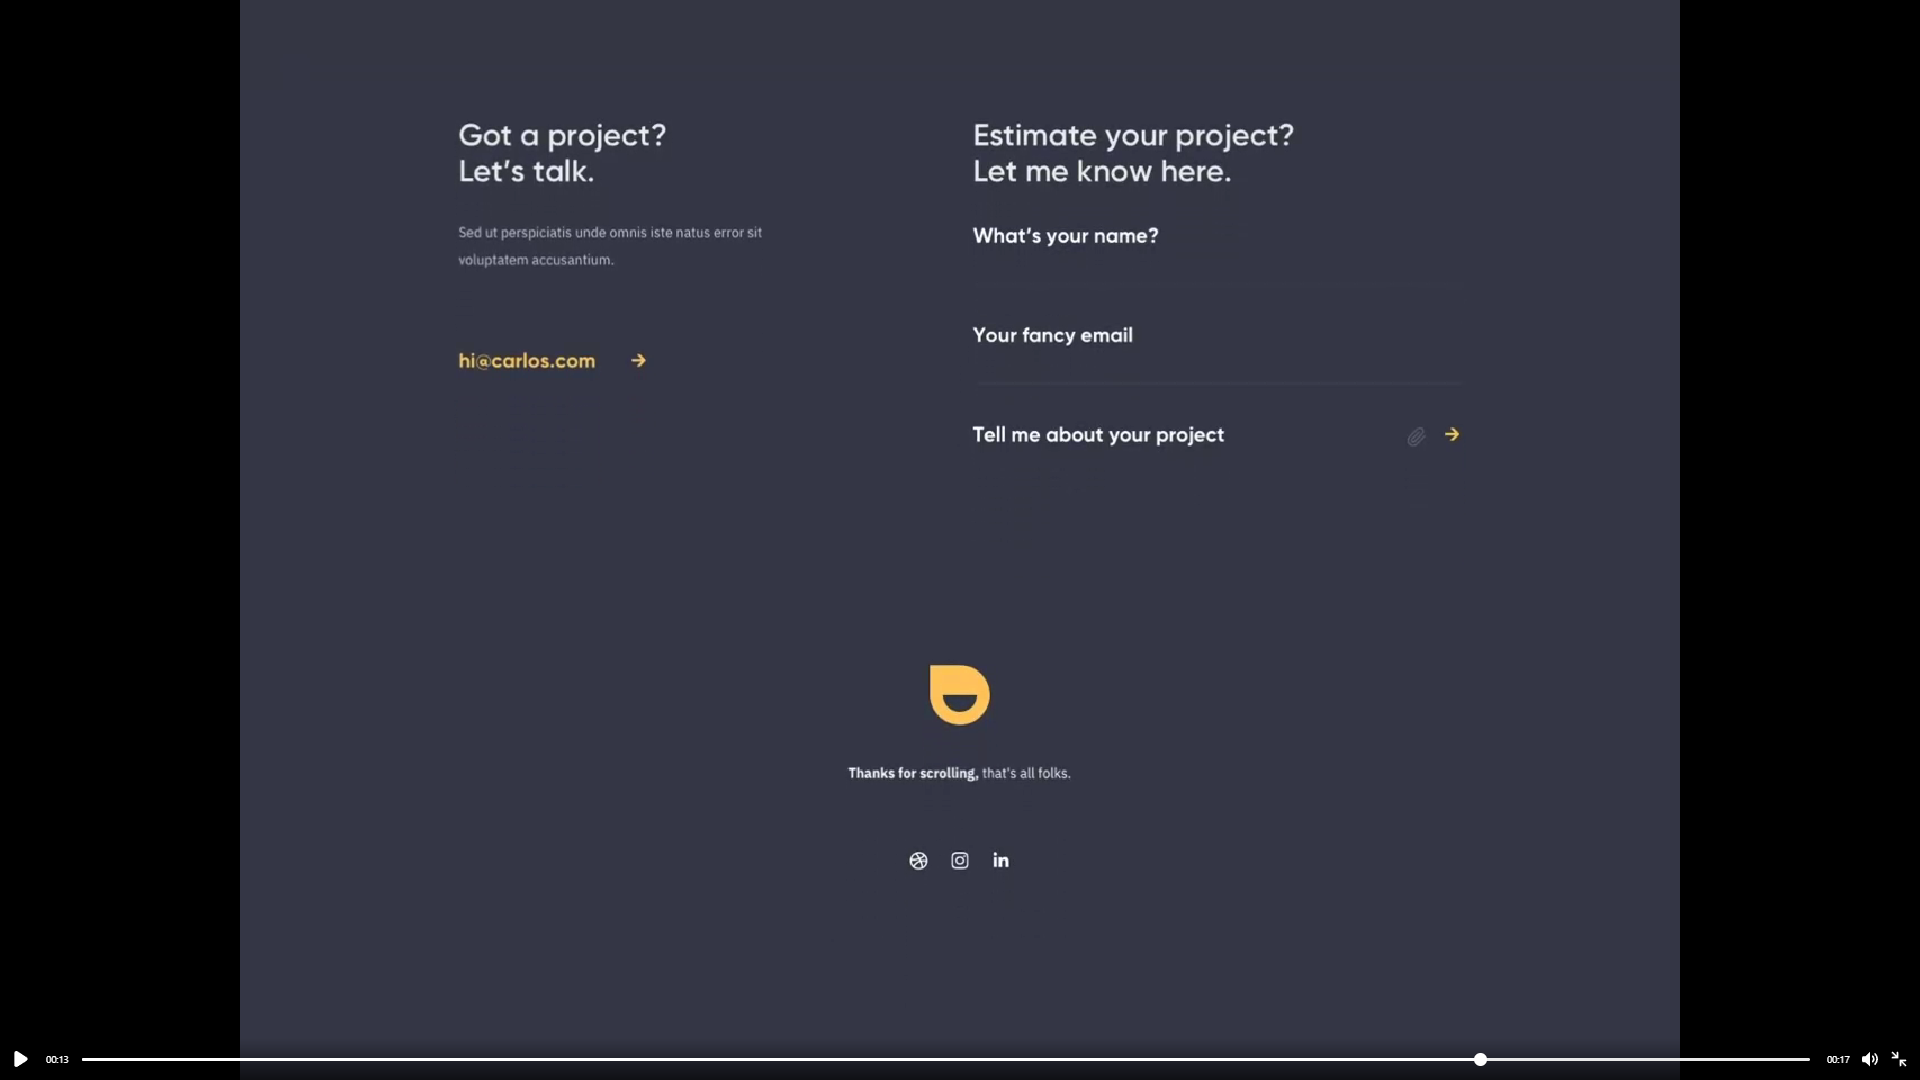 Got a project?
Let's talk.
Sed ut perspiciatis unde omnis iste natus error sit
voluptatem accusantium.
hi@carlos.com
Estimate your project?
Let me know here.
What's your name?
Your fancy email
Tell me about your project
Thanks for scrolling, that's all folks.
in
00:13
00:17